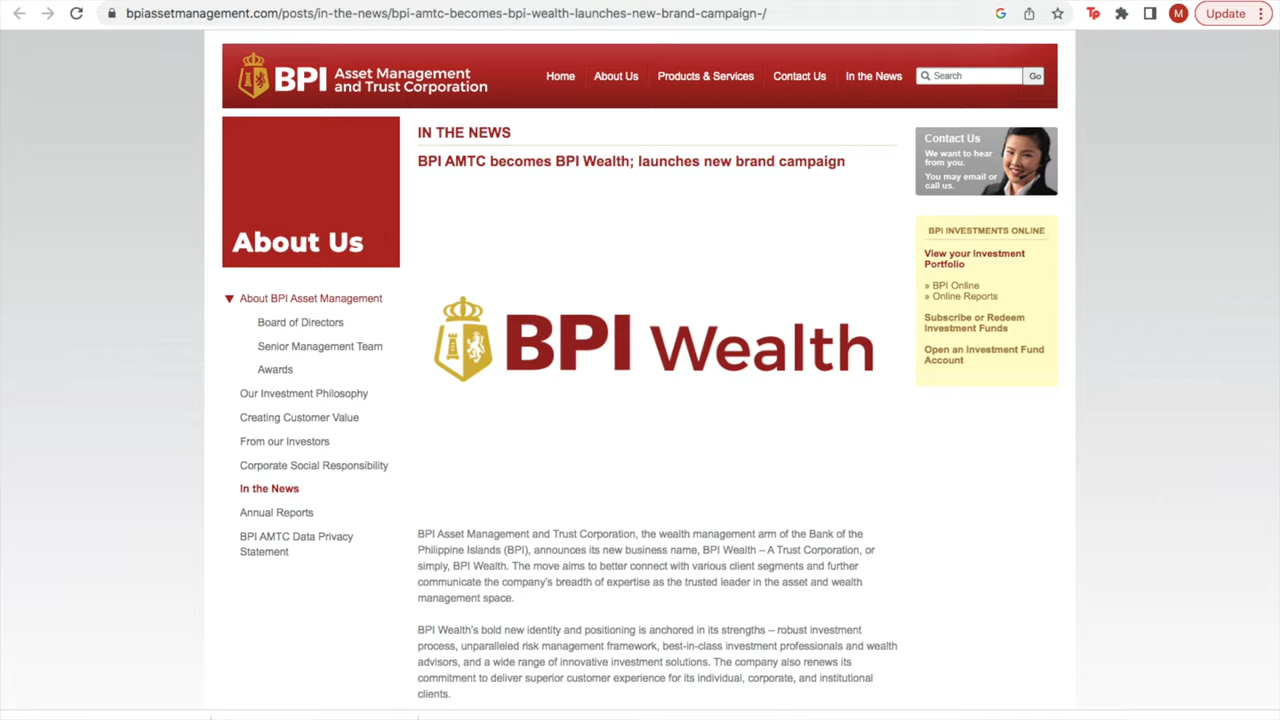 bpiassetmanagement.com/posts/in-the-news/bpi-amtc-becomes-bpi-wealth-launches-new-brand-campaign-/
M
Update
BPI Asset Management
and Trust Corporation
Home
About Us
Products & Services
Contact Us
In the News
Search
Go
About Us
About BPI Asset Management
Board of Directors
Senior Management Team
Awards
Our Investment Philosophy
Creating Customer Value
From our Investors
Corporate Social Responsibility
In the News
Annual Reports
BPI AMTC Data Privacy
Statement
IN THE NEWS
BPI AMTC becomes BPI Wealth; launches new brand campaign
BPI Wealth
BPI Asset Management and Trust Corporation, the wealth management arm of the Bank of the
Philippine Islands (BPI), announces its new business name, BPI Wealth – A Trust Corporation, or
simply, BPI Wealth. The move aims to better connect with various client segments and further
communicate the company's breadth of expertise as the trusted leader in the asset and wealth
management space.
BPI Wealth's bold new identity and positioning is anchored in its strengths – robust investment
process, unparalleled risk management framework, best-in-class investment professionals and wealth
advisors, and a wide range of innovative investment solutions. The company also renews its
commitment to deliver superior customer experience for its individual, corporate, and institutional
clients.
Contact Us
We want to hear
from you.
You may email or
call us.
BPI INVESTMENTS ONLINE
View your Investment
Portfolio
» BPI Online
» Online Reports
Subscribe or Redeem
Investment Funds
Open an Investment Fund
Account